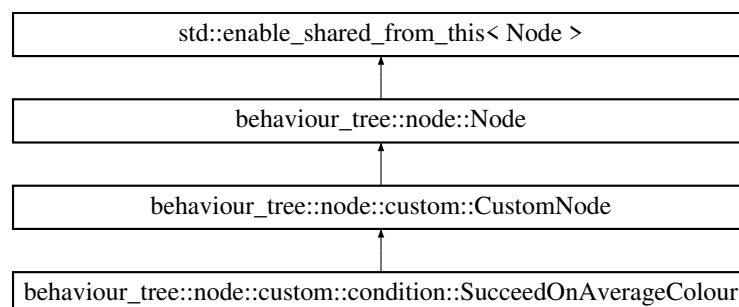 std::enable_shared_from_this< Node >
behaviour_tree::node::Node
behaviour_tree::node::custom::CustomNode
behaviour_tree::node::custom::condition::SucceedOnAverageColour